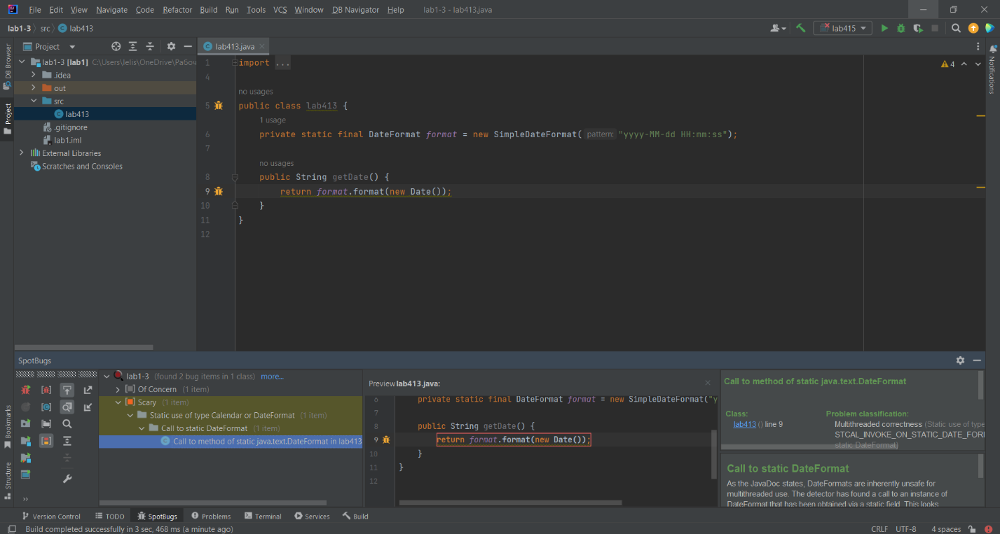 File Edit View Navigate Code Refactor Build Run Tools VCS Window DB Navigator Help lab1-3 - lab413.java
lab1-3 src lab413
lab415
Project
lab413.java
DB Browser
Project
Bookmarks
Structure
Notifications
lab1-3 [lab1] C:\Users\lelis\OneDrive\Рабоч
.idea
out
src
lab413
.gitignore
lab1.iml
External Libraries
Scratches and Consoles
4
1 import ...
4
no usages
5 public class lab413 {
1 usage
6 private static final DateFormat format = new SimpleDateFormat( pattern: "yyyy-MM-dd HH:mm:ss");
7
no usages
8 public String getDate() {
9 return format.format(new Date());
10 }
11 }
12
SpotBugs
lab1-3 (found 2 bug items in 1 class) more...
Of Concern (1 item)
Scary (1 item)
Static use of type Calendar or DateFormat (1 item)
Call to static DateFormat (1 item)
Call to method of static java.text.DateFormat in lab413
Preview lab413.java:
6 private static final DateFormat format = new SimpleDateFormat("y
7
8 public String getDate() {
9 return format.format(new Date());
10 }
11 }
12
Call to method of static java.text.DateFormat
Class:
lab413 () line 9
Problem classification:
Multithreaded correctness (Static use of type
STCAL_INVOKE_ON_STATIC_DATE_FORM
static DateFormat)
Call to static DateFormat
As the JavaDoc states, DateFormats are inherently unsafe for
multithreaded use. The detector has found a call to an instance of
DateFormat that has been obtained via a static field. This looks
Version Control TODO SpotBugs Problems Terminal Services Build
Build completed successfully in 3 sec, 468 ms (a minute ago)
CRLF UTF-8 4 spaces